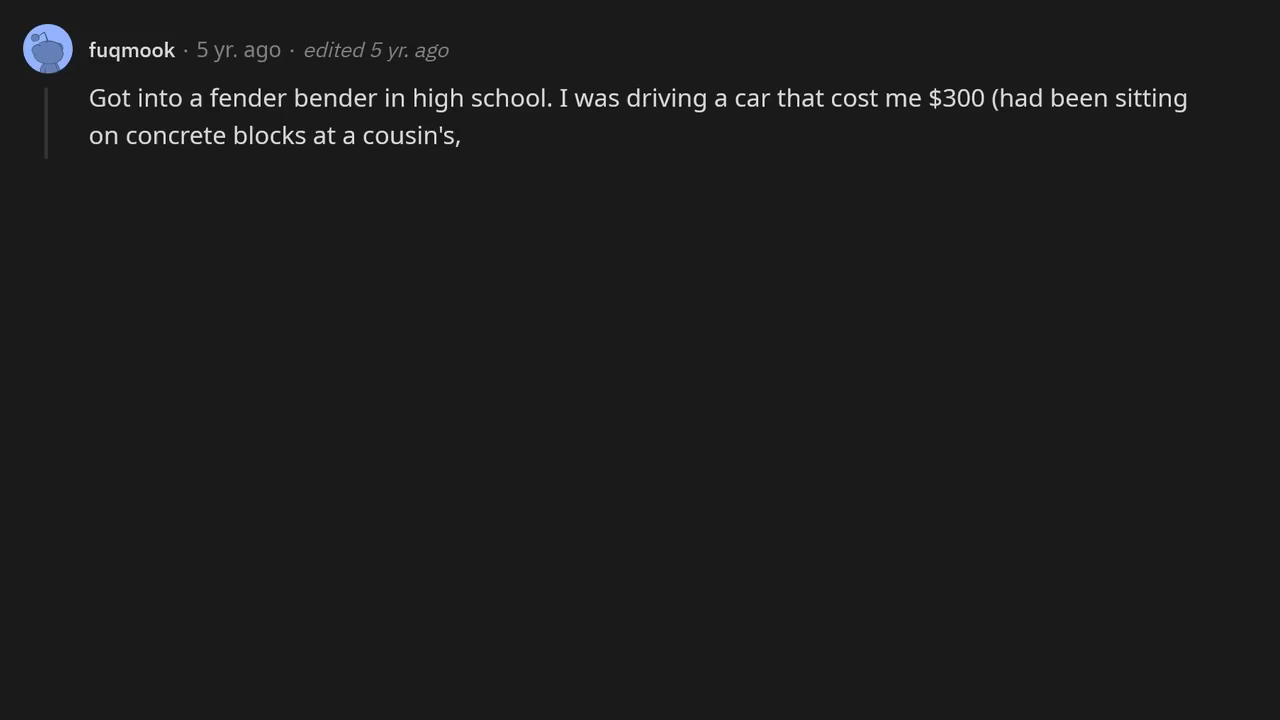 fuqmook · 5 yr. ago · edited 5 yr. ago
Got into a fender bender in high school. I was driving a car that cost me $300 (had been sitting
on concrete blocks at a cousin's,